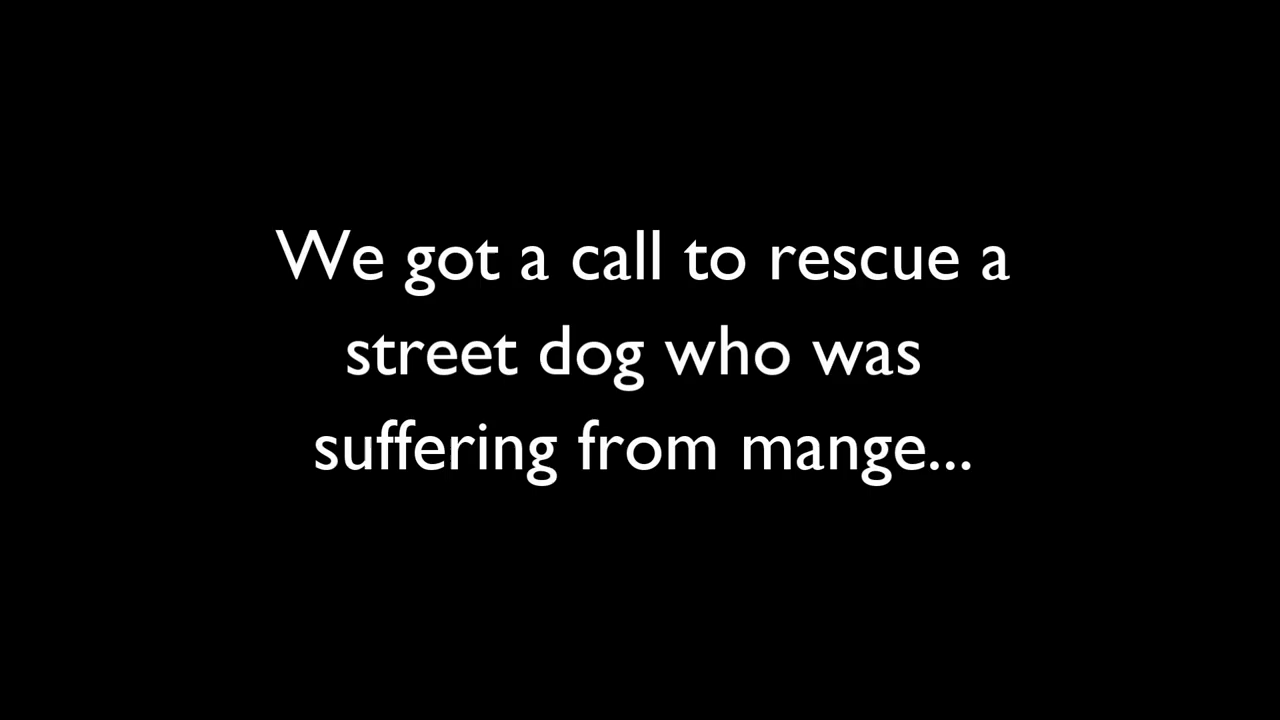 We got a call to rescue a
street dog who was
suffering from mange...